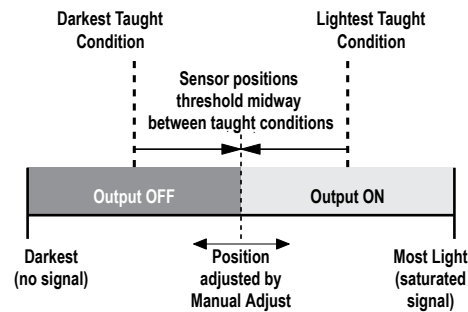 Darkest Taught
Condition
Lightest Taught
Condition
Sensor positions
threshold midway
between taught conditions
Output OFF
Output ON
Darkest
(no signal)
Position
adjusted by
Manual Adjust
Most Light
(saturated
signal)